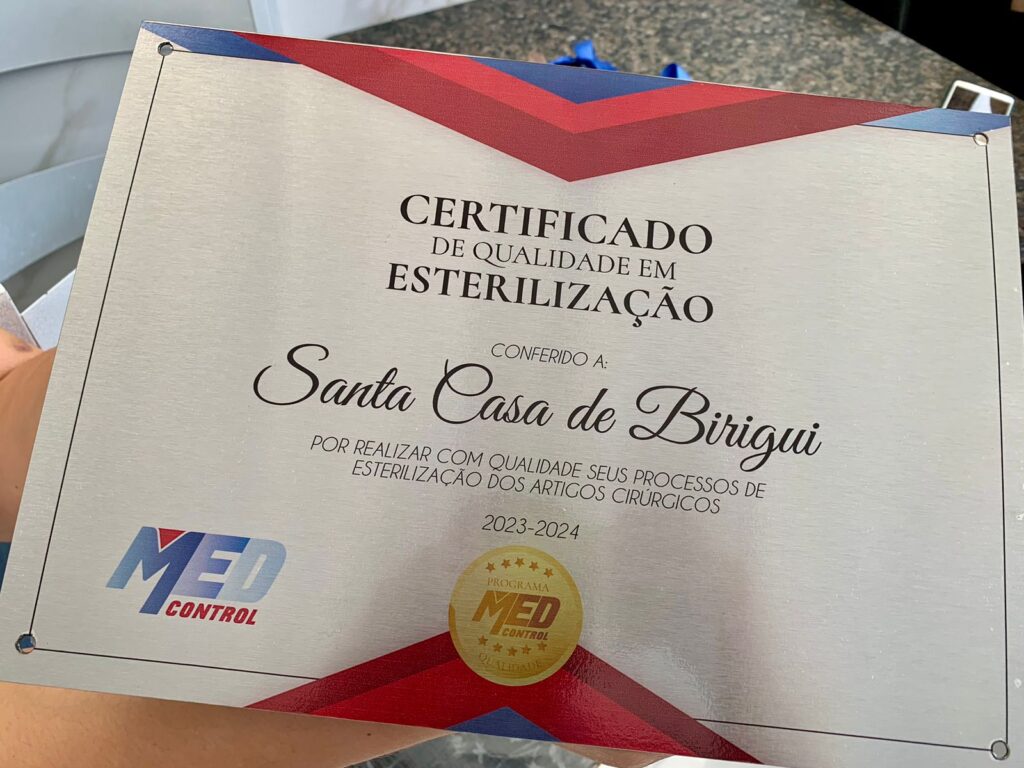 CERTIFICADO
DE QUALIDADE EM
ESTERILIZAÇÃO
CONFERIDO A:
Santa Casa de Birigui
POR REALIZAR COM QUALIDADE SEUS PROCESSOS DE
ESTERILIZAÇÃO DOS ARTIGOS CIRÚRGICOS
2023-2024
MED
CONTROL
PROGRAMA
MED
CONTROL
QUALIDADE